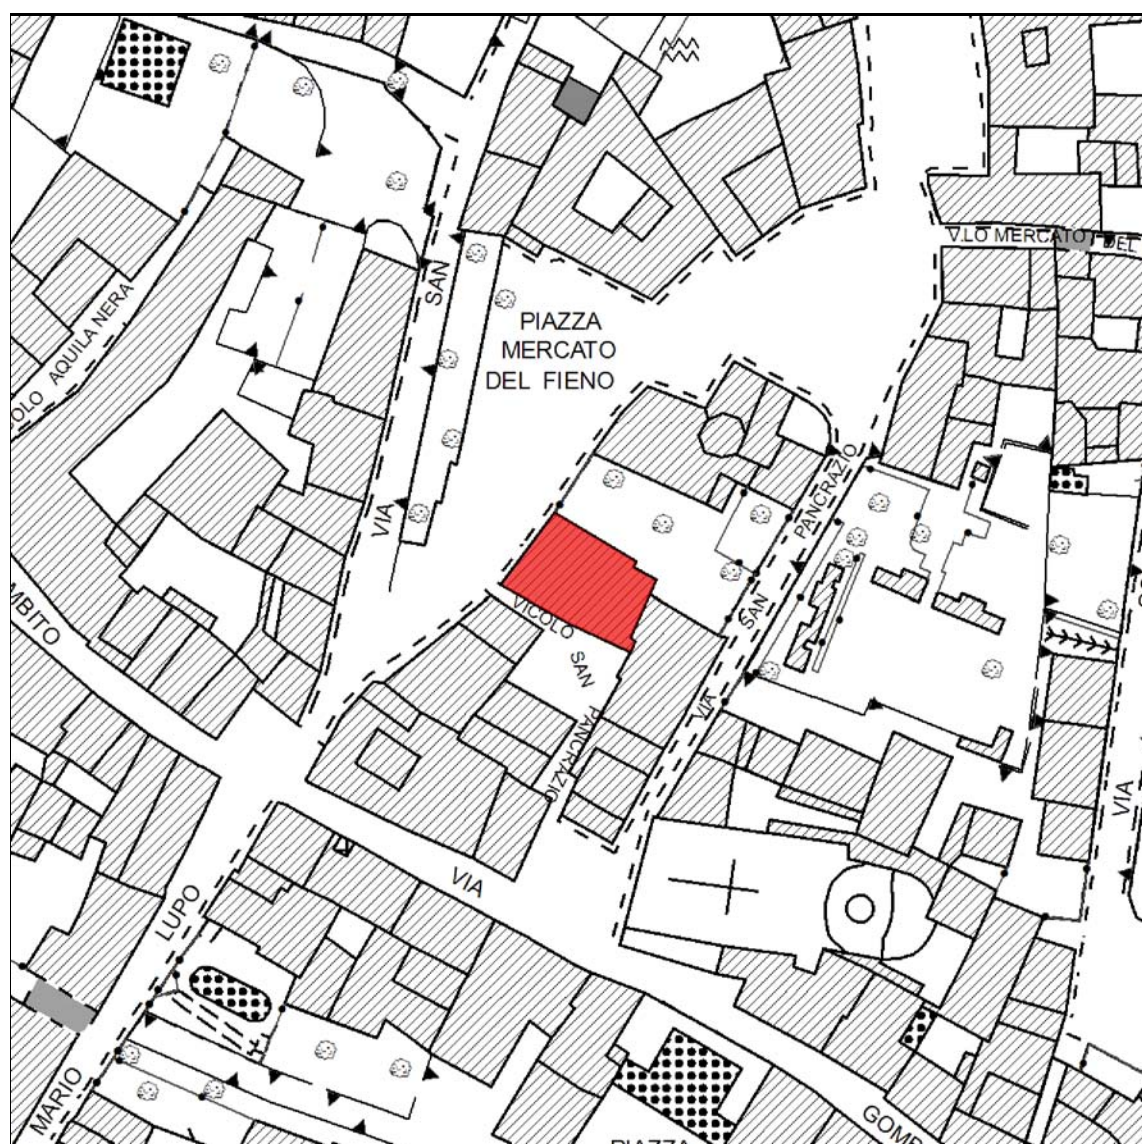 V.LO MERCATO DEL
SAN
PIAZZA
MERCATO
DEL FIENO
OLO AQUILA NERA
VIA
PANCRAZIO
SAN
VIA
VICOLO
SAN
PANCRAZIO
MBITO
VIA
VIA
LUPO
MARIO
GOMB
PIAZZA